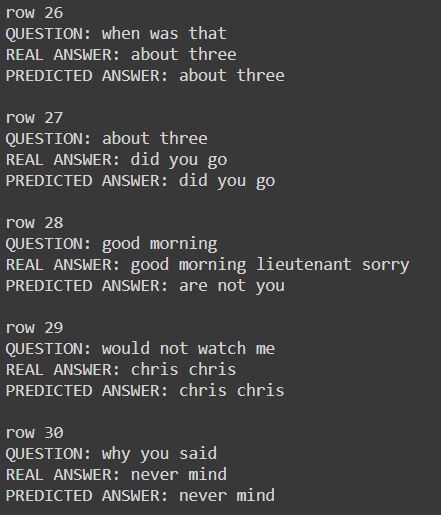 row 26
QUESTION: when was that
REAL ANSWER: about three
PREDICTED ANSWER: about three
row 27
QUESTION: about three
REAL ANSWER: did you go
PREDICTED ANSWER: did you go
row 28
QUESTION: good morning
REAL ANSWER: good morning lieutenant sorry
PREDICTED ANSWER: are not you
row 29
QUESTION: would not watch me
REAL ANSWER: chris chris
PREDICTED ANSWER: chris chris
row 30
QUESTION: why you said
REAL ANSWER: never mind
PREDICTED ANSWER: never mind